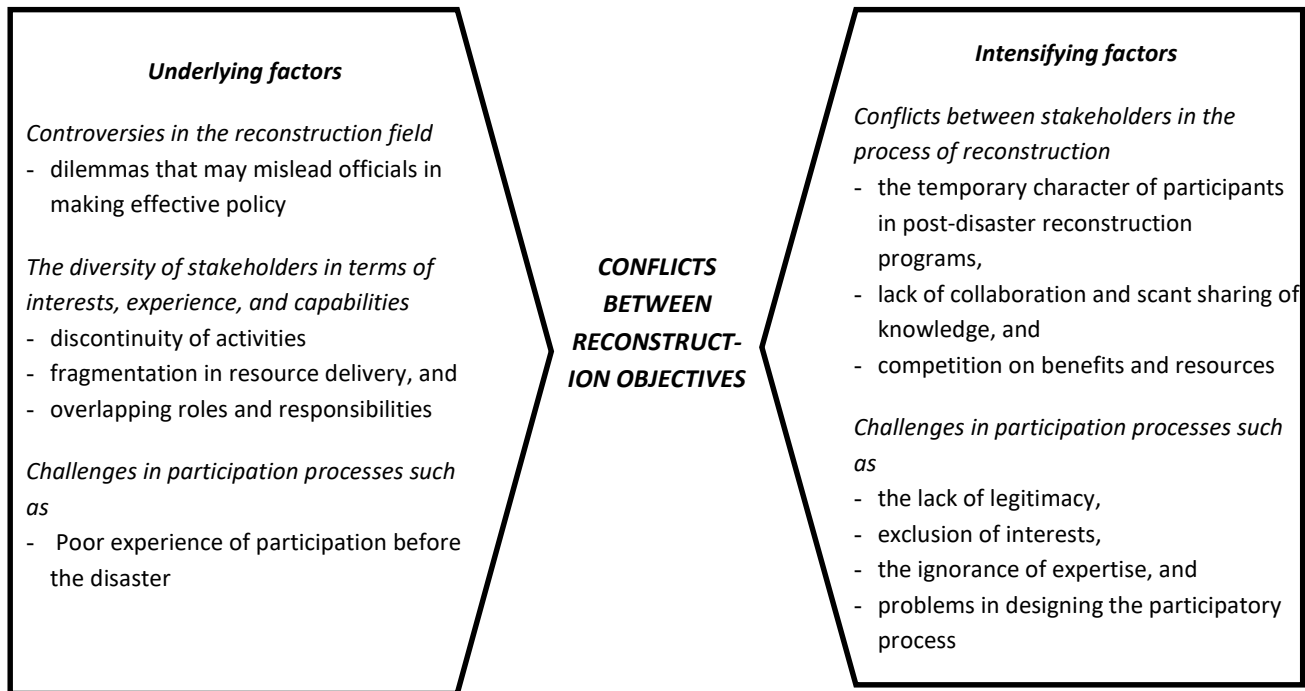 Underlying factors
Controversies in the reconstruction field
- dilemmas that may mislead officials in
making effective policy
The diversity of stakeholders in terms of
interests, experience, and capabilities
- discontinuity of activities
- fragmentation in resource delivery, and
- overlapping roles and responsibilities
Challenges in participation processes such
as
- Poor experience of participation before
the disaster
CONFLICTS
BETWEEN
RECONSTRUCT-
ION OBJECTIVES
Intensifying factors
Conflicts between stakeholders in the
process of reconstruction
- the temporary character of participants
in post-disaster reconstruction
programs,
- lack of collaboration and scant sharing of
knowledge, and
- competition on benefits and resources
Challenges in participation processes such
as
- the lack of legitimacy,
- exclusion of interests,
- the ignorance of expertise, and
- problems in designing the participatory
process